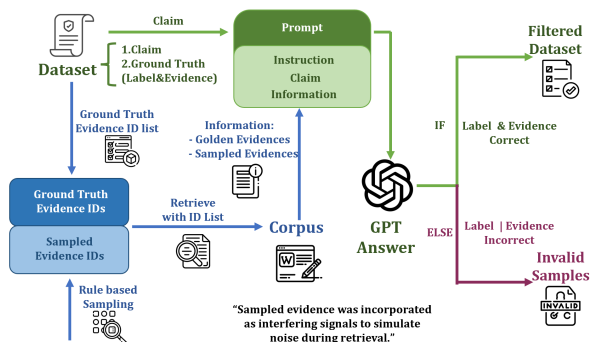 Claim
Dataset
1.Claim
2.Ground Truth
(Label&Evidence)
Prompt
Instruction
Claim
Information
Filtered
Dataset
IF
Label & Evidence
Correct
Ground Truth
Evidence ID list
Information:
- Golden Evidences
- Sampled Evidences
Ground Truth
Evidence IDs
Sampled
Evidence IDs
Retrieve
with ID List
Corpus
W
GPT
Answer
ELSE
Label | Evidence
Incorrect
Invalid
Samples
INVALID
Rule based
Sampling
“Sampled evidence was incorporated
as interfering signals to simulate
noise during retrieval.”